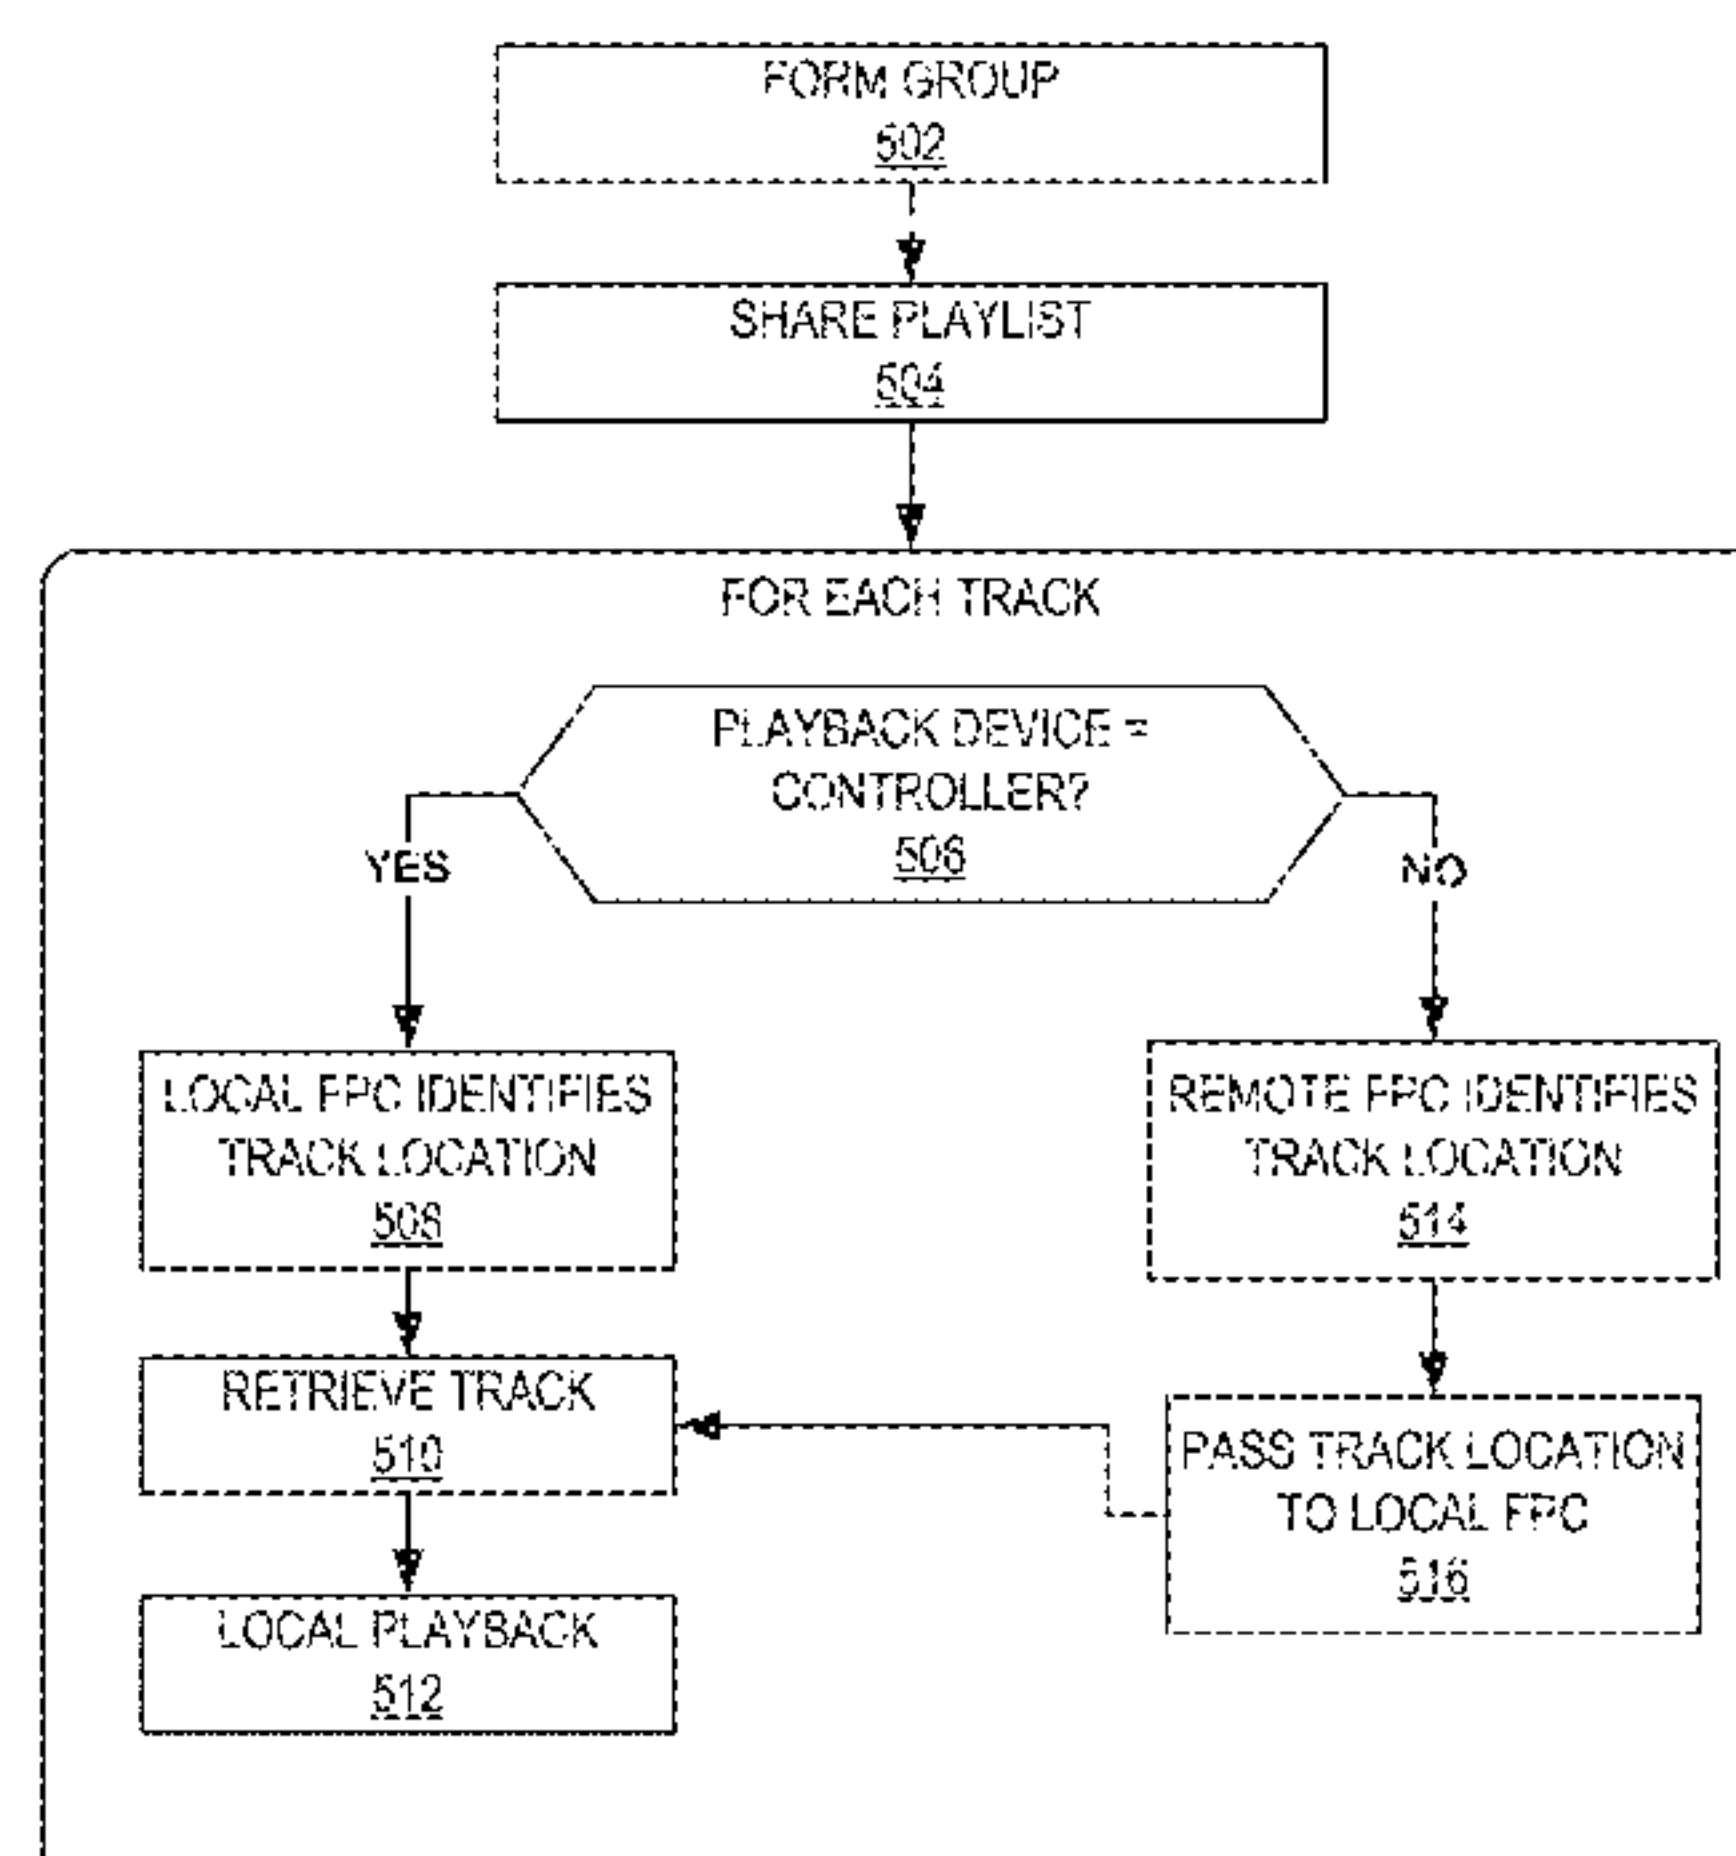 FORM GROUP
502
SHARE PLAYLIST
504
FOR EACH TRACK
PLAYBACK DEVICE =
CONTROLLER?
506
YES
NO
LOCAL FPC IDENTIFIES
TRACK LOCATION
508
REMOTE FPC IDENTIFIES
TRACK LOCATION
514
RETRIEVE TRACK
510
PASS TRACK LOCATION
TO LOCAL FPC
516
LOCAL PLAYBACK
512